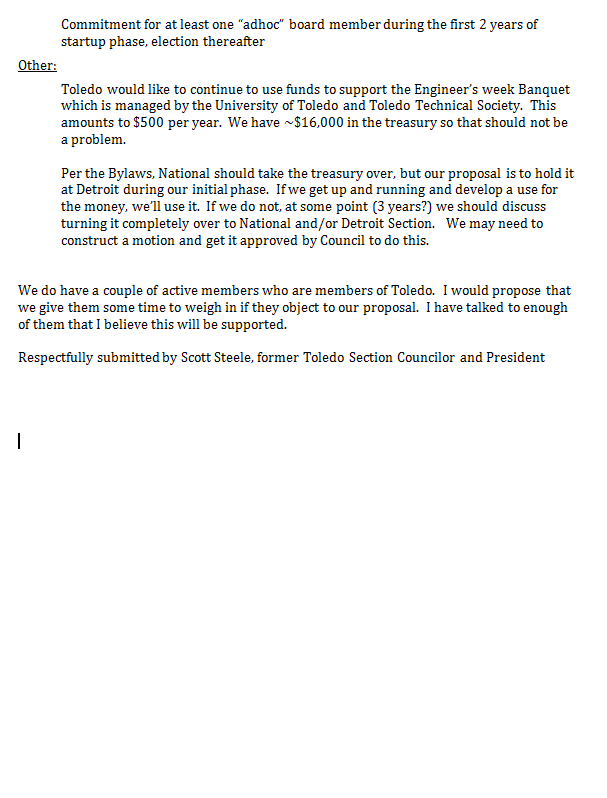 Commitment for at least one "adhoc" board member during the first 2 years of
startup phase, election thereafter
Other:
Toledo would like to continue to use funds to support the Engineer's week Banquet
which is managed by the University of Toledo and Toledo Technical Society.  This
amounts to $500 per year.  We have ~$16,000 in the treasury so that should not be
a problem.
Per the Bylaws, National should take the treasury over, but our proposal is to hold it
at Detroit during our initial phase.  If we get up and running and develop a use for
the money, we'll use it.  If we do not, at some point (3 years?) we should discuss
turning it completely over to National and/or Detroit Section.   We may need to
construct a motion and get it approved by Council to do this.
We do have a couple of active members who are members of Toledo.  I would propose that
we give them some time to weigh in if they object to our proposal.  I have talked to enough
of them that I believe this will be supported.
Respectfully submitted by Scott Steele, former Toledo Section Councilor and President